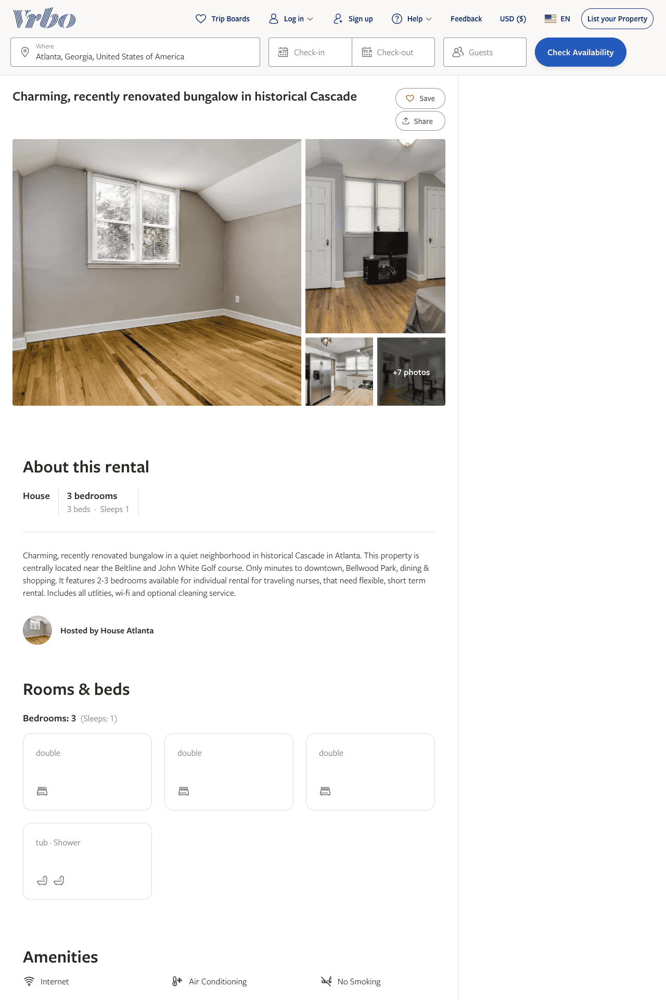 Vrbo
Trip Boards
Log in
Sign up
Help
Feedback
USD ($)
EN
List your Property
Where
Atlanta, Georgia, United States of America
Check-in
Check-out
Guests
Check Availability
Charming, recently renovated bungalow in historical Cascade
Save
Share
+7 photos
About this rental
House
3 bedrooms
3 beds · Sleeps 1
Charming, recently renovated bungalow in a quiet neighborhood in historical Cascade in Atlanta. This property is
centrally located near the Beltline and John White Golf course. Only minutes to downtown, Bellwood Park, dining &
shopping. It features 2-3 bedrooms available for individual rental for traveling nurses, that need flexible, short term
rental. Includes all utlities, wi-fi and optional cleaning service.
Hosted by House Atlanta
Rooms & beds
Bedrooms: 3 (Sleeps: 1)
double
double
double
tub · Shower
Amenities
Internet
Air Conditioning
No Smoking